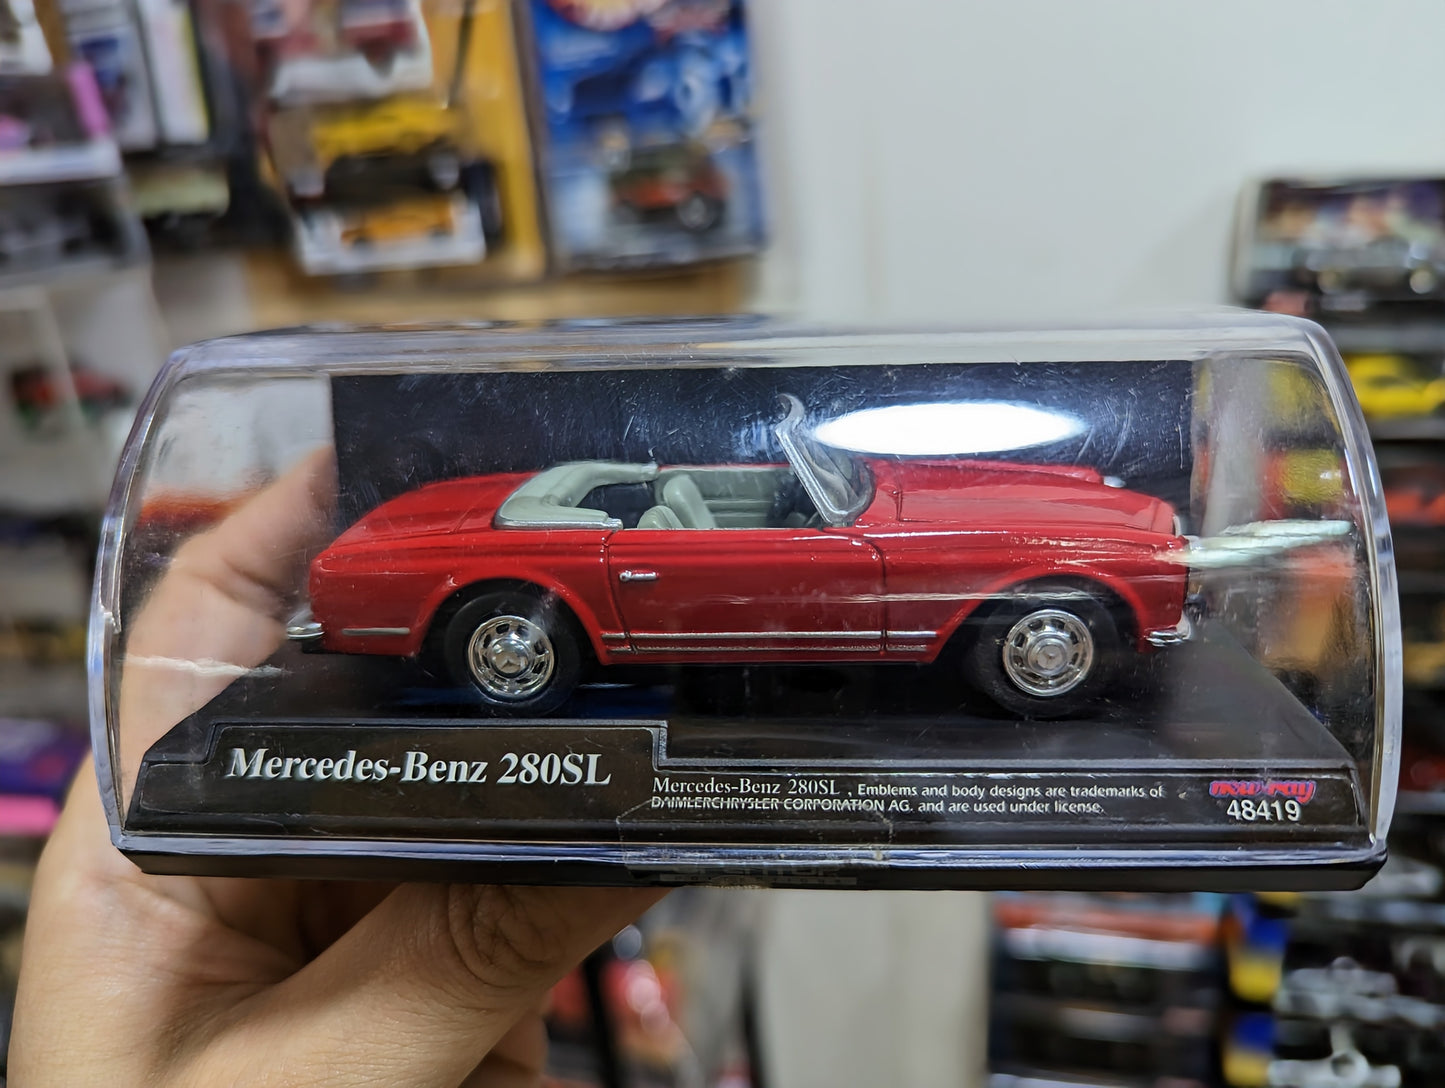 Mercedes-Benz 280SL
Mercedes-Benz 280SL , Emblems and body designs are trademarks of
DAIMLERCHRYSLER CORPORATION AG. and are used under license.
new·ray
48419